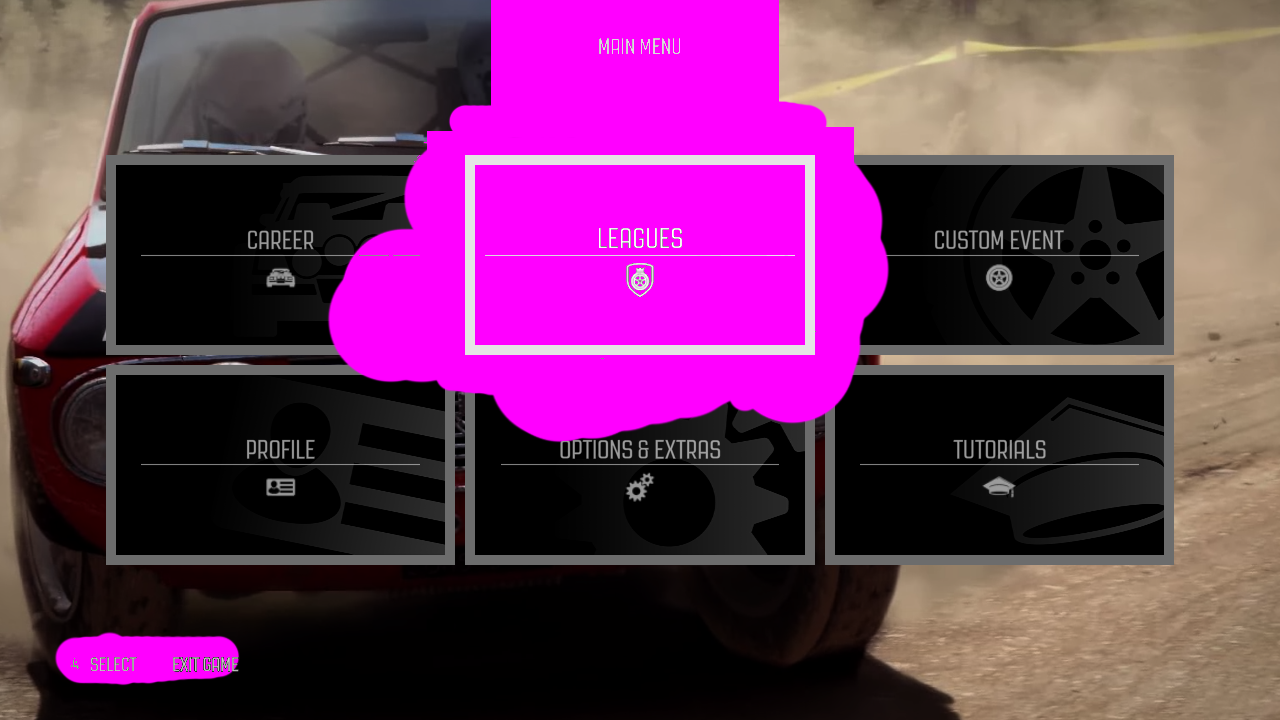 MAIN MENU
CAREER
LEAGUES
CUSTOM EVENT
PROFILE
OPTIONS & EXTRAS
TUTORIALS
SELECT
EXIT GAME